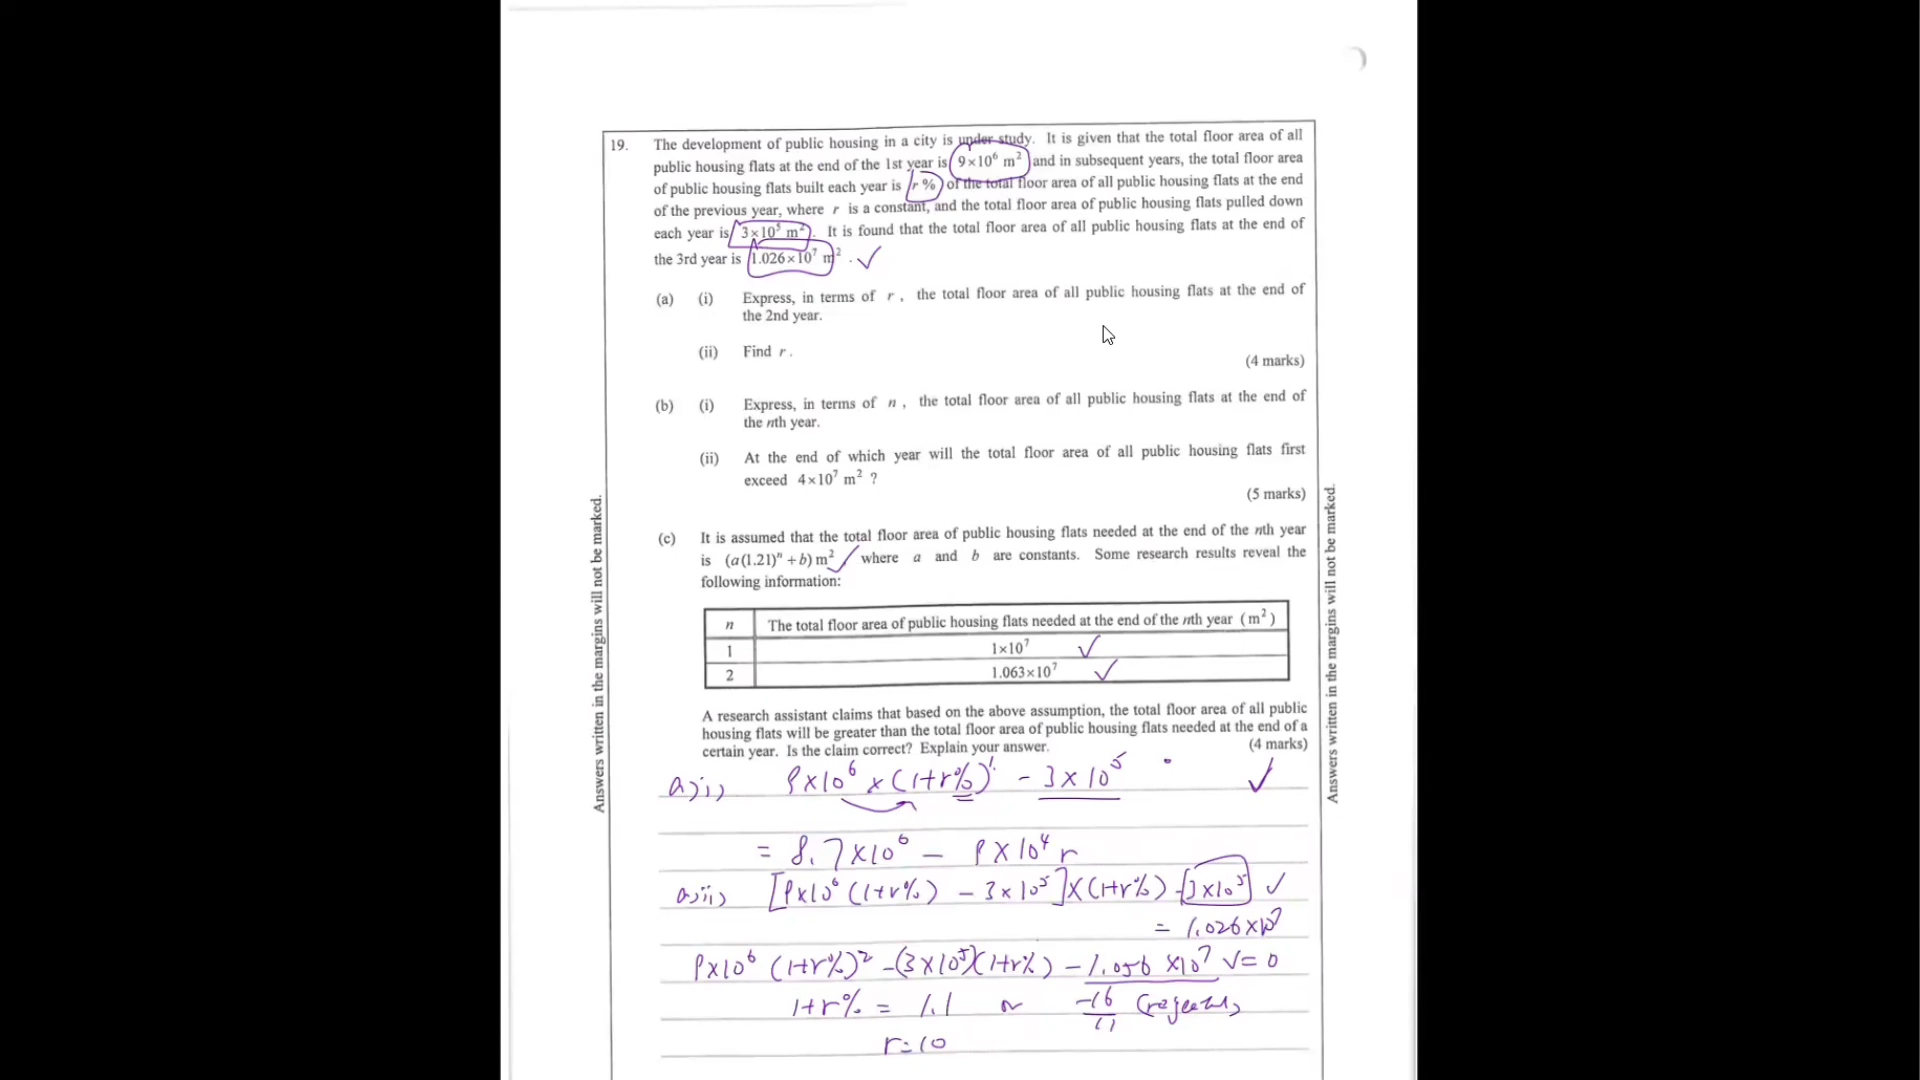 19. The development of public housing in a city is under study. It is given that the total floor area of all
public housing flats at the end of the 1st year is 9×10⁶ m² and in subsequent years, the total floor area
of public housing flats built each year is r % of the total floor area of all public housing flats at the end
of the previous year, where r is a constant, and the total floor area of public housing flats pulled down
each year is 3×10⁵ m². It is found that the total floor area of all public housing flats at the end of
the 3rd year is 1.026×10⁷ m². ✓
(a) (i) Express, in terms of r, the total floor area of all public housing flats at the end of
the 2nd year.
(ii) Find r.
(4 marks)
(b) (i) Express, in terms of n, the total floor area of all public housing flats at the end of
the nth year.
(ii) At the end of which year will the total floor area of all public housing flats first
exceed 4×10⁷ m² ?
(5 marks)
(c) It is assumed that the total floor area of public housing flats needed at the end of the nth year
is (a(1.21)ⁿ + b) m² ✓ where a and b are constants. Some research results reveal the
following information:
n The total floor area of public housing flats needed at the end of the nth year (m²)
1 1×10⁷ ✓
2 1.063×10⁷ ✓
A research assistant claims that based on the above assumption, the total floor area of all public
housing flats will be greater than the total floor area of public housing flats needed at the end of a
certain year. Is the claim correct? Explain your answer. (4 marks)
a)i) 9×10⁶ × (1+r%)¹ - 3×10⁵ ✓
= 8.7×10⁶ - 9×10⁴ r
a)ii) [9×10⁶ (1+r%) - 3×10⁵]×(1+r%) - 3×10⁵ ✓
= 1.026×10⁷
9×10⁶ (1+r%)² - (3×10⁵)(1+r%) - 1.056×10⁷ ✓ = 0
1+r% = 1.1 or -16/ (rejected)
r=10
Answers written in the margins will not be marked.
Answers written in the margins will not be marked.